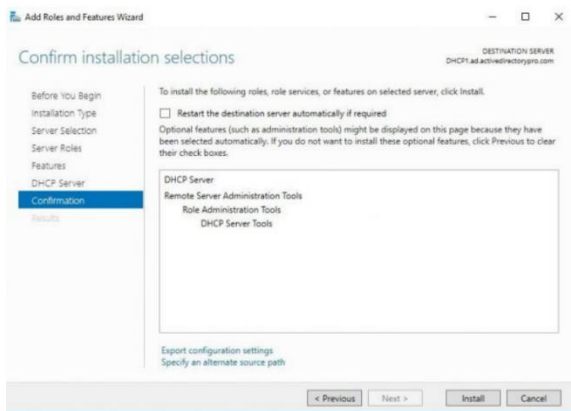 Add Roles and Features Wizard
Confirm installation selections
DESTINATION SERVER
DHCP1.ad.activedirectorypro.com
Before You Begin
Installation Type
Server Selection
Server Roles
Features
DHCP Server
Confirmation
Results
To install the following roles, role services, or features on selected server, click Install.
Restart the destination server automatically if required
Optional features (such as administration tools) might be displayed on this page because they have
been selected automatically. If you do not want to install these optional features, click Previous to clear
their check boxes.
DHCP Server
Remote Server Administration Tools
Role Administration Tools
DHCP Server Tools
Export configuration settings
Specify an alternate source path
< Previous
Next >
Install
Cancel